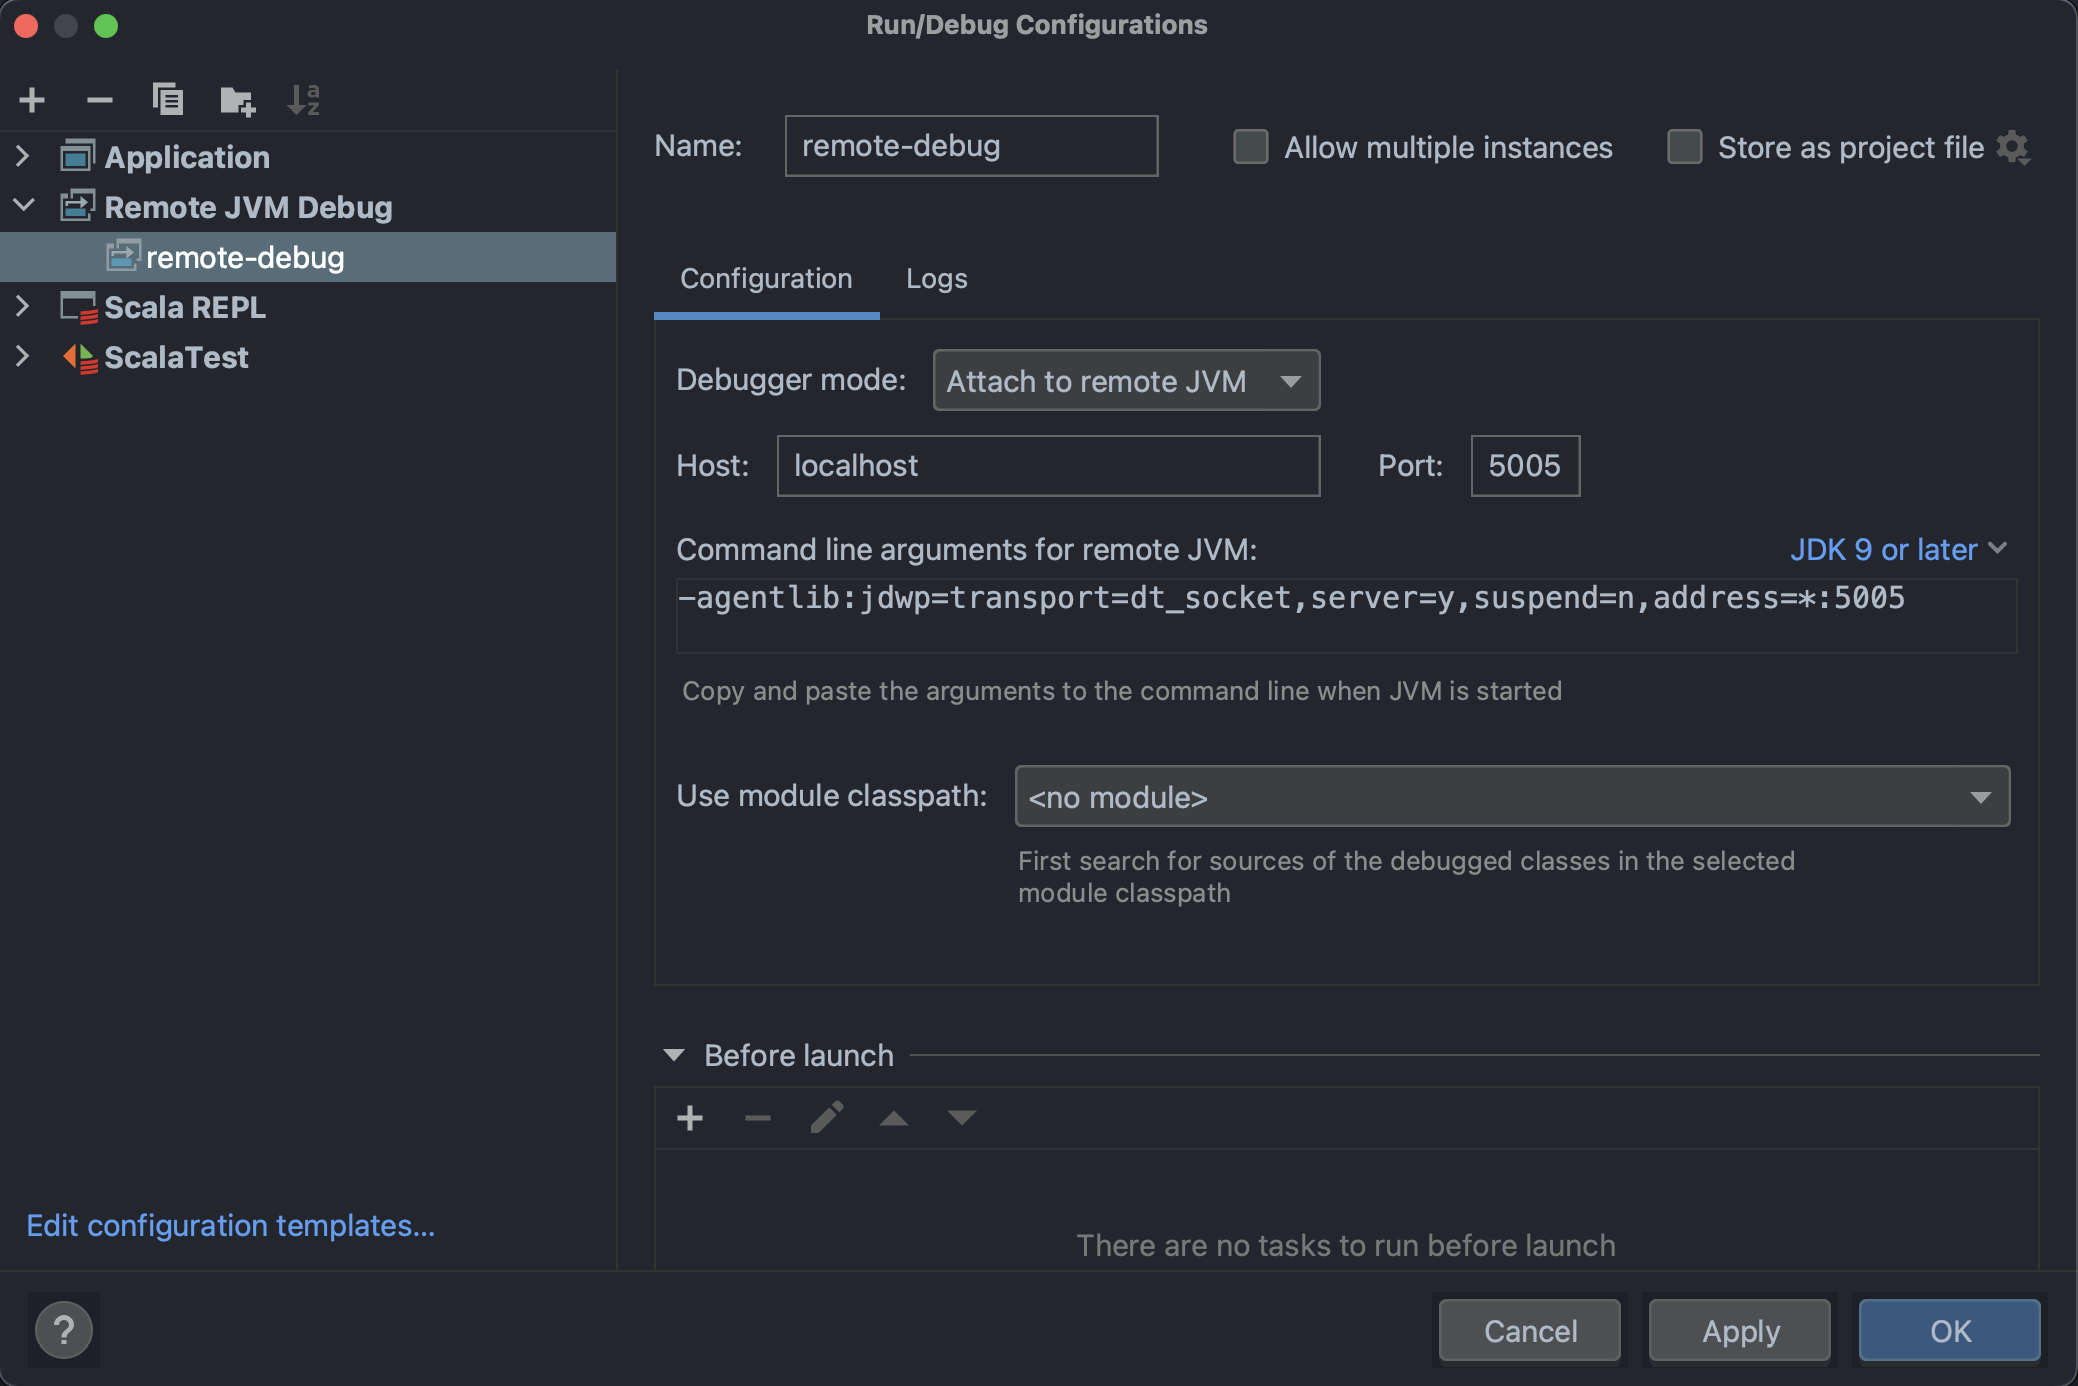 Run/Debug Configurations
Application
Remote JVM Debug
remote-debug
Scala REPL
ScalaTest
Edit configuration templates...
Name: remote-debug Allow multiple instances Store as project file
Configuration Logs
Debugger mode: Attach to remote JVM
Host: localhost Port: 5005
Command line arguments for remote JVM: JDK 9 or later
-agentlib:jdwp=transport=dt_socket,server=y,suspend=n,address=*:5005
Copy and paste the arguments to the command line when JVM is started
Use module classpath: <no module>
First search for sources of the debugged classes in the selected
module classpath
Before launch
There are no tasks to run before launch
? Cancel Apply OK